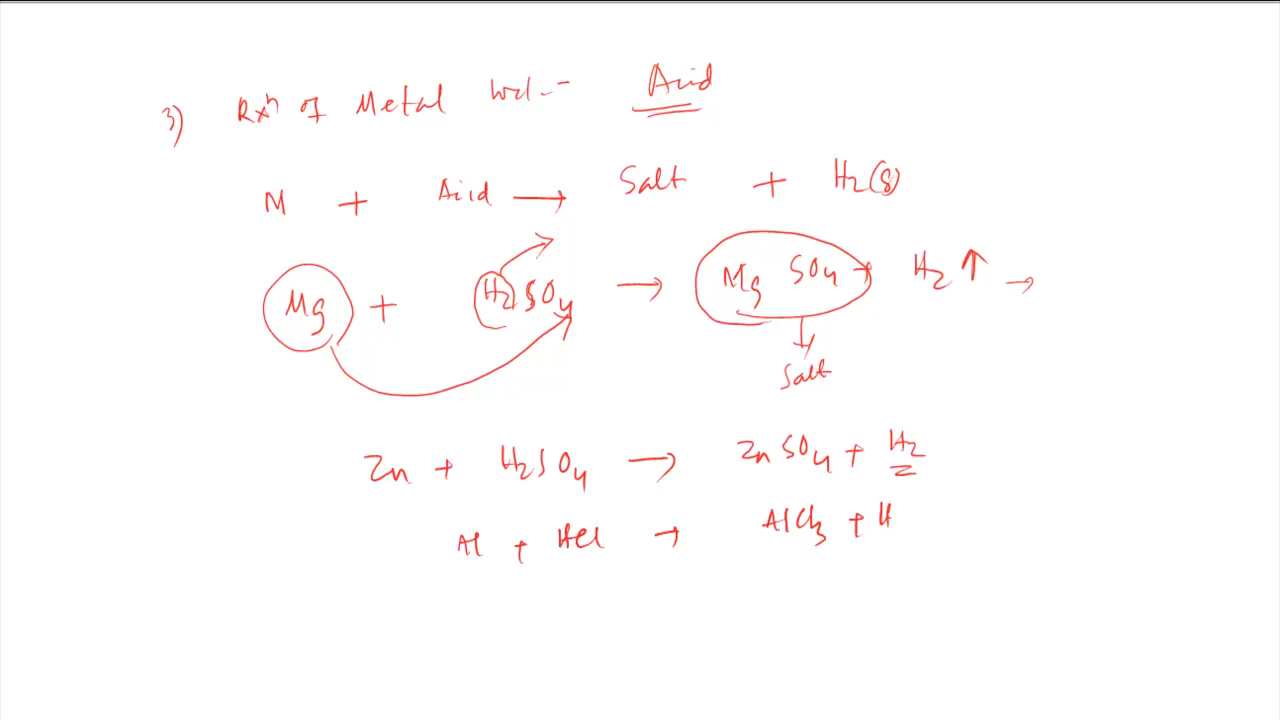 3) Rxn of Metal Acid
M + Acid → Salt + H2(g)
Mg + H2SO4 → MgSO4 + H2 ↑ →
Salt
Zn + H2SO4 → ZnSO4 + H2
Al + HCl → AlCl3 + H